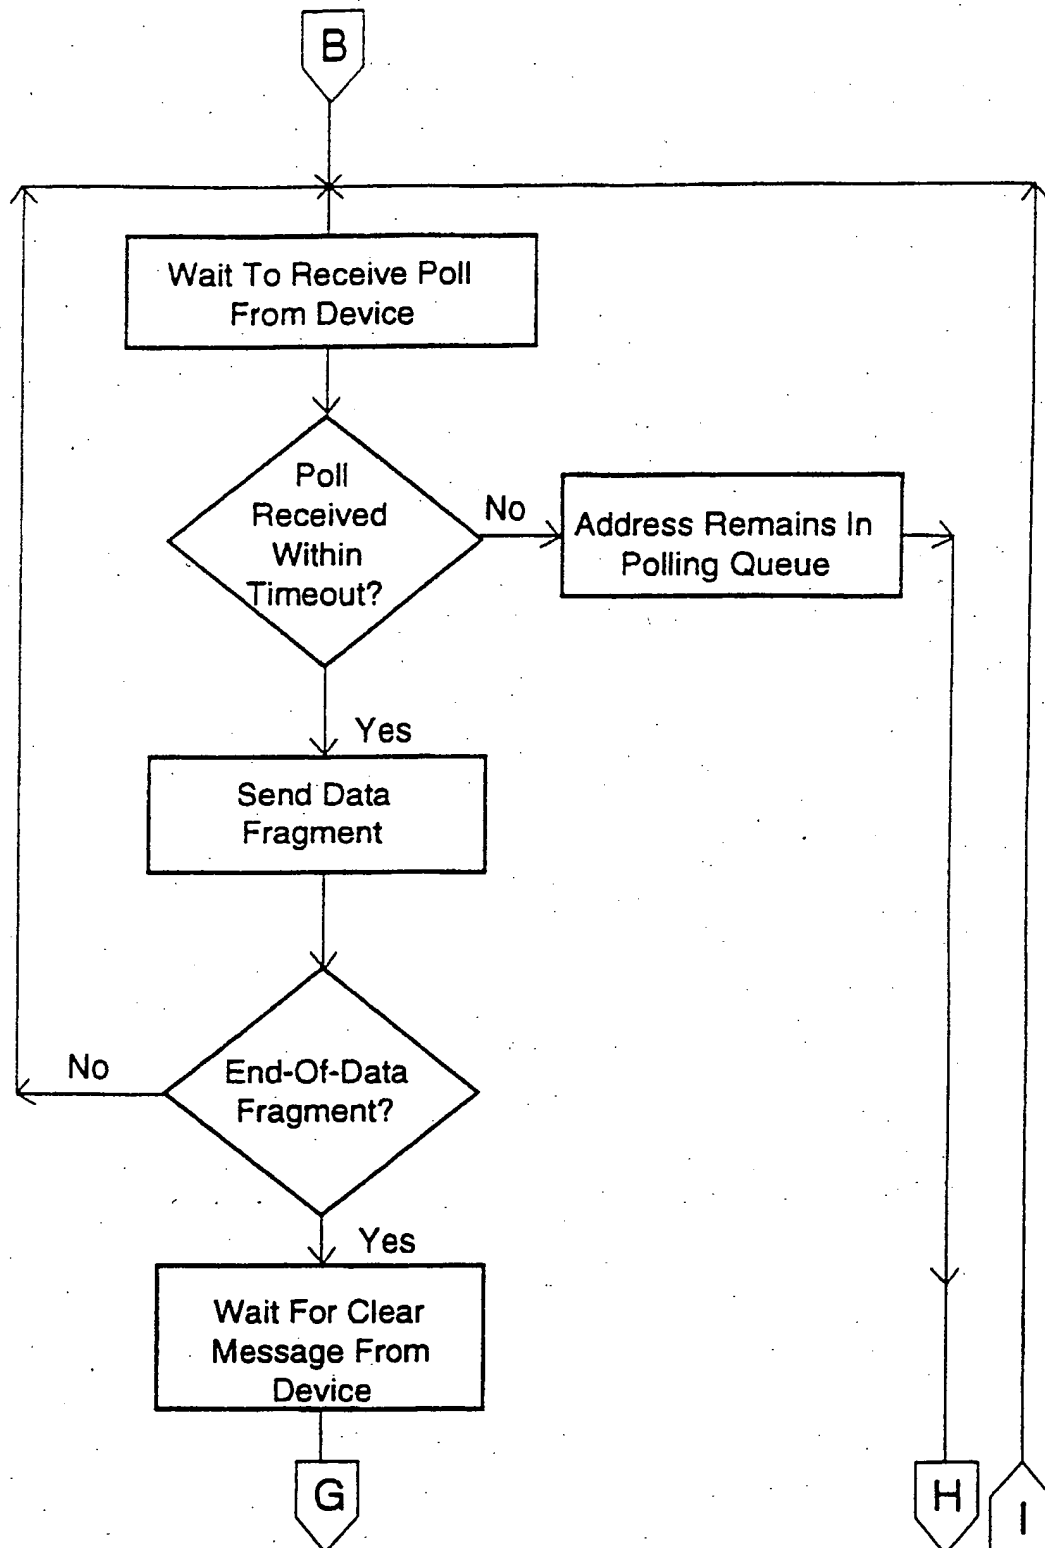 B
Wait To Receive Poll
From Device
Poll
Received
Within
Timeout?
No
Address Remains In
Polling Queue
Yes
Send Data
Fragment
No
End-Of-Data
Fragment?
Yes
Wait For Clear
Message From
Device
G
H
I